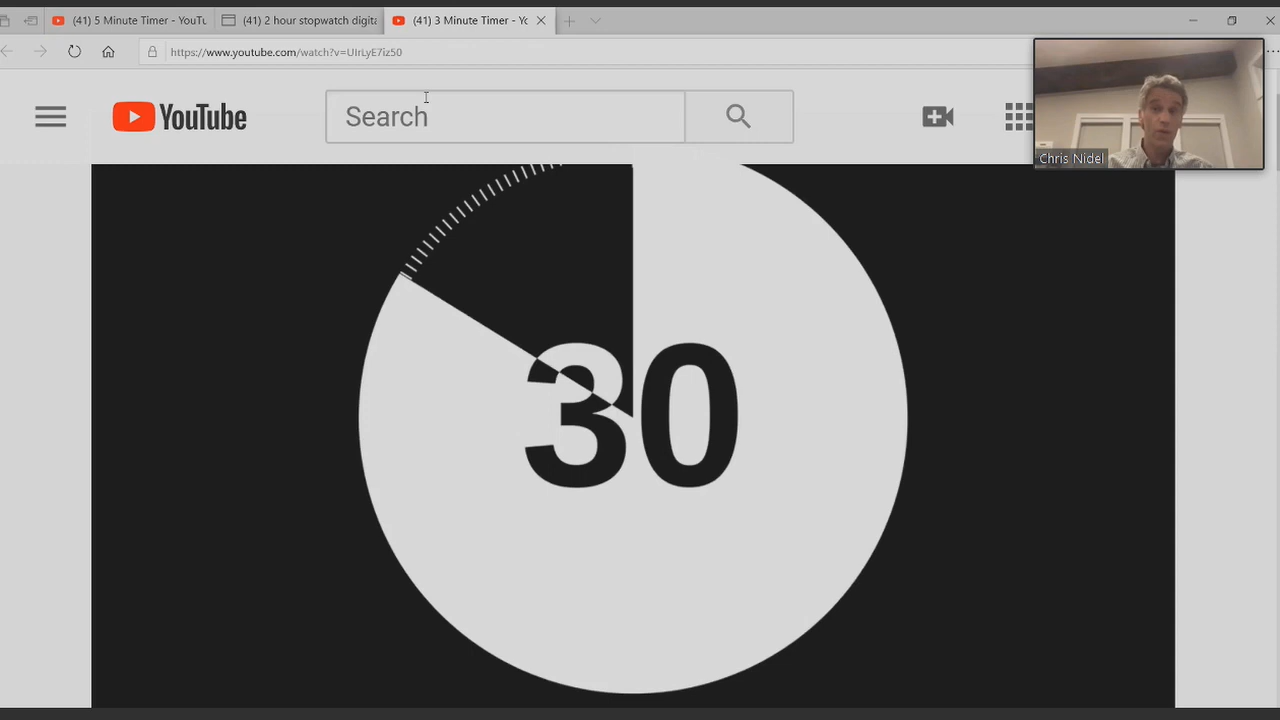 (41) 5 Minute Timer - YouTu
(41) 2 hour stopwatch digita
(41) 3 Minute Timer - Yo
https://www.youtube.com/watch?v=UIrLyE7iz50
YouTube
Search
Chris Nidel
30